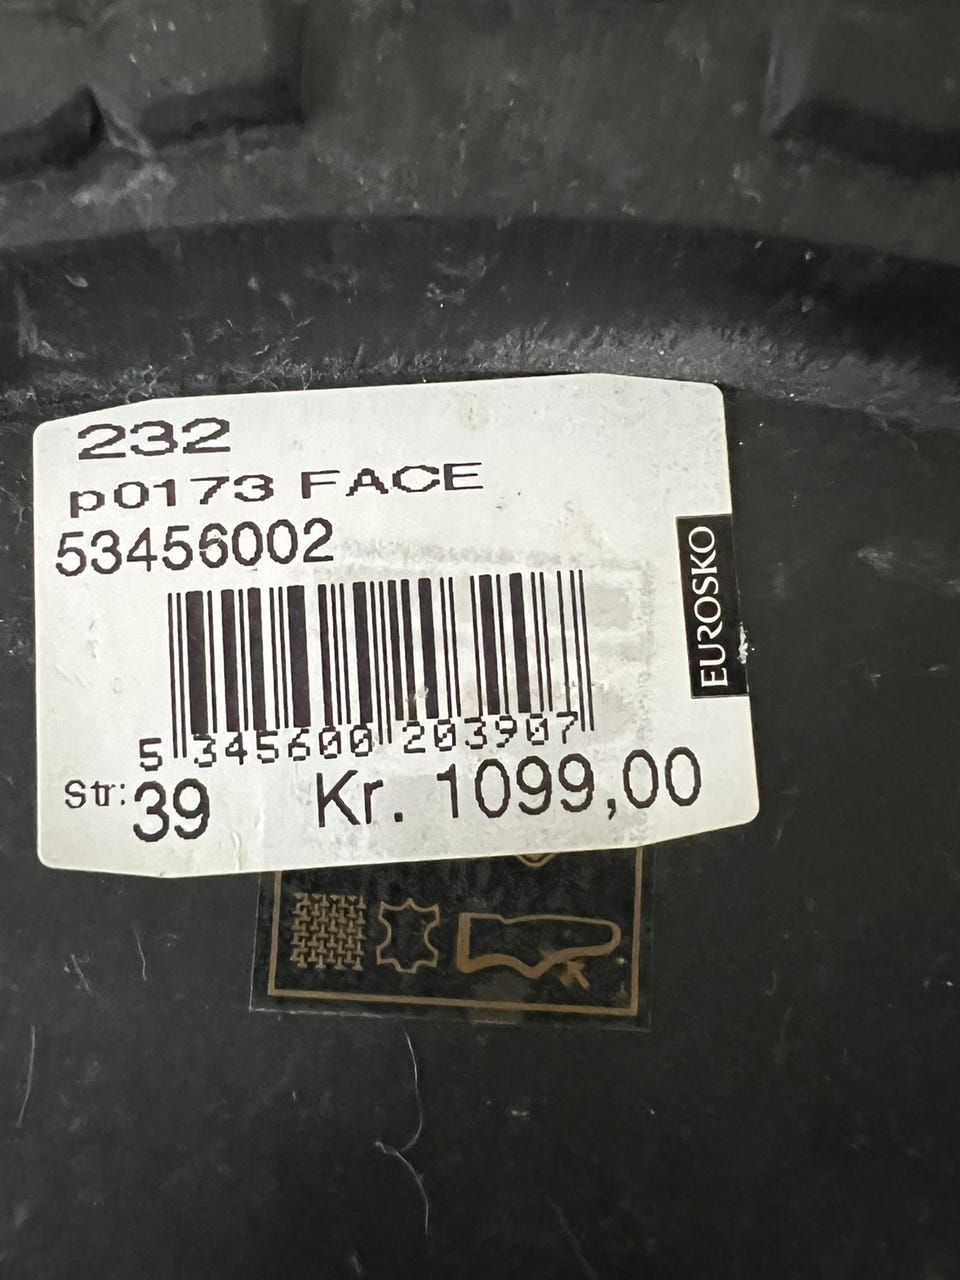 232
p0173 FACE
53456002
5 345600 203907
Str: 39 Kr. 1099,00
EUROSKO